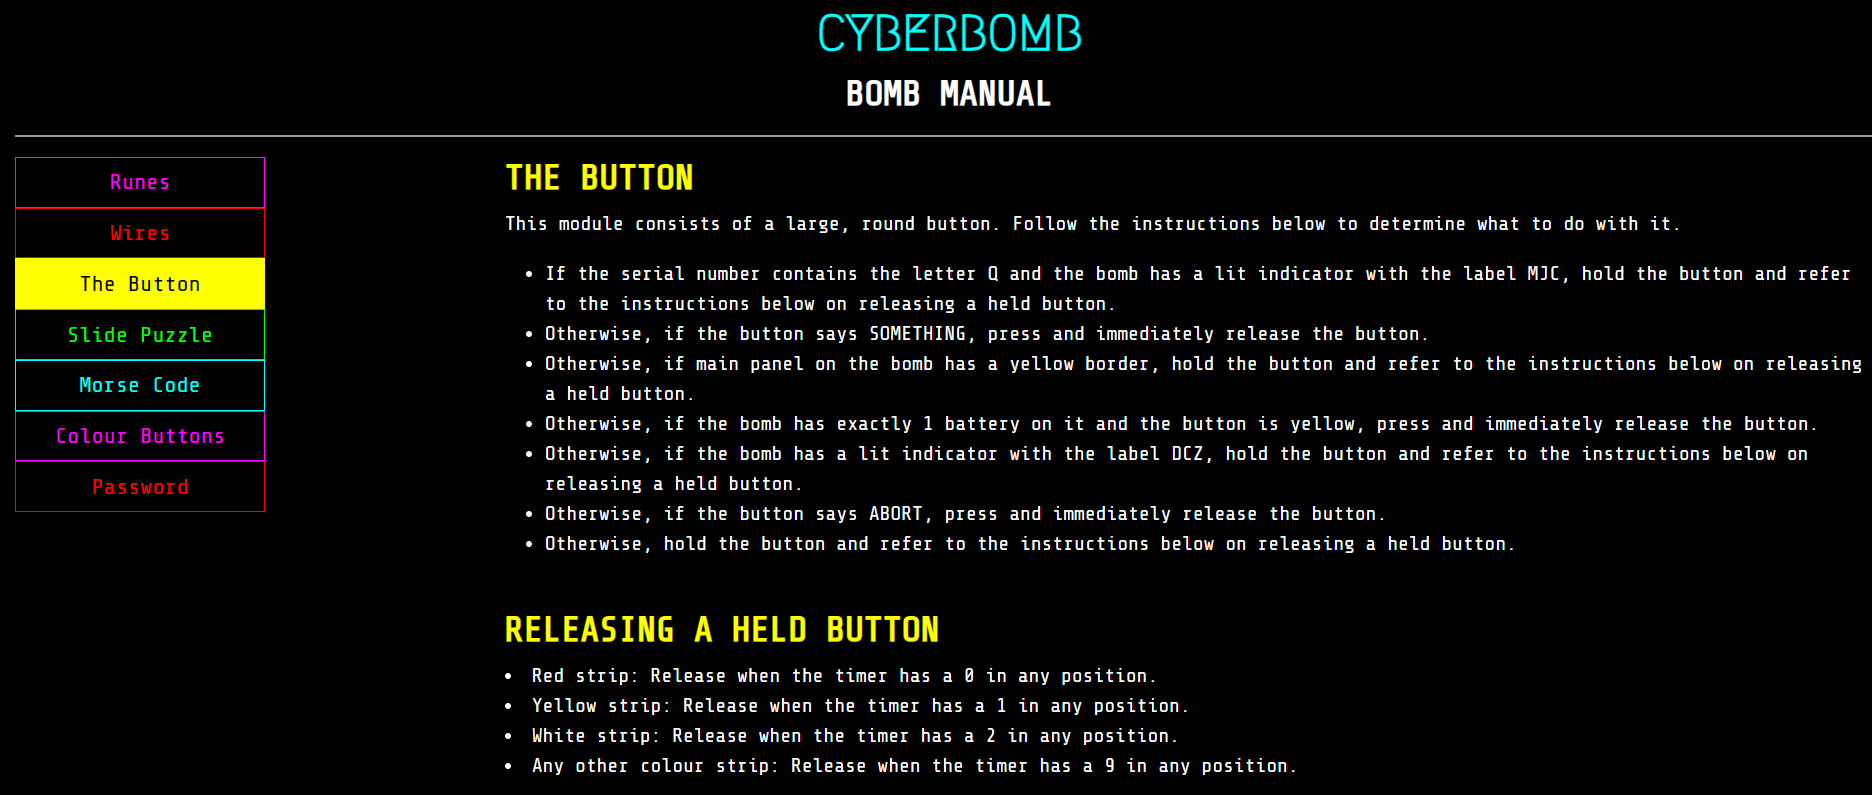 CYBERBOMB
BOMB MANUAL
Runes
Wires
The Button
Slide Puzzle
Morse Code
Colour Buttons
Password
THE BUTTON
This module consists of a large, round button. Follow the instructions below to determine what to do with it.
• If the serial number contains the letter Q and the bomb has a lit indicator with the label MJC, hold the button and refer
to the instructions below on releasing a held button.
• Otherwise, if the button says SOMETHING, press and immediately release the button.
• Otherwise, if main panel on the bomb has a yellow border, hold the button and refer to the instructions below on releasing
a held button.
• Otherwise, if the bomb has exactly 1 battery on it and the button is yellow, press and immediately release the button.
• Otherwise, if the bomb has a lit indicator with the label DCZ, hold the button and refer to the instructions below on
releasing a held button.
• Otherwise, if the button says ABORT, press and immediately release the button.
• Otherwise, hold the button and refer to the instructions below on releasing a held button.
RELEASING A HELD BUTTON
• Red strip: Release when the timer has a 0 in any position.
• Yellow strip: Release when the timer has a 1 in any position.
• White strip: Release when the timer has a 2 in any position.
• Any other colour strip: Release when the timer has a 9 in any position.